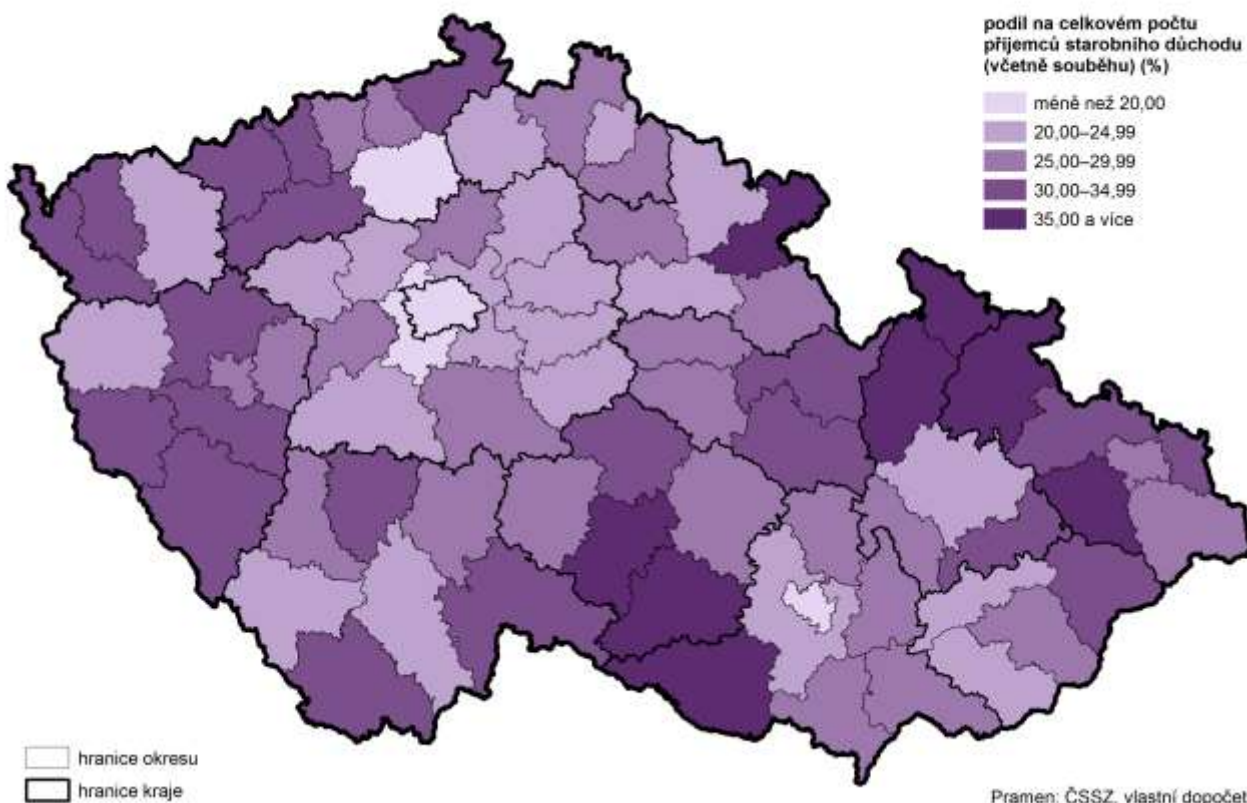 podíl na celkovém počtu
příjemců starobního důchodu
(včetně souběhu) (%)
méně než 20,00
20,00–24,99
25,00–29,99
30,00–34,99
35,00 a více
hranice okresu
hranice kraje
Pramen: ČSSZ, vlastní dopočet